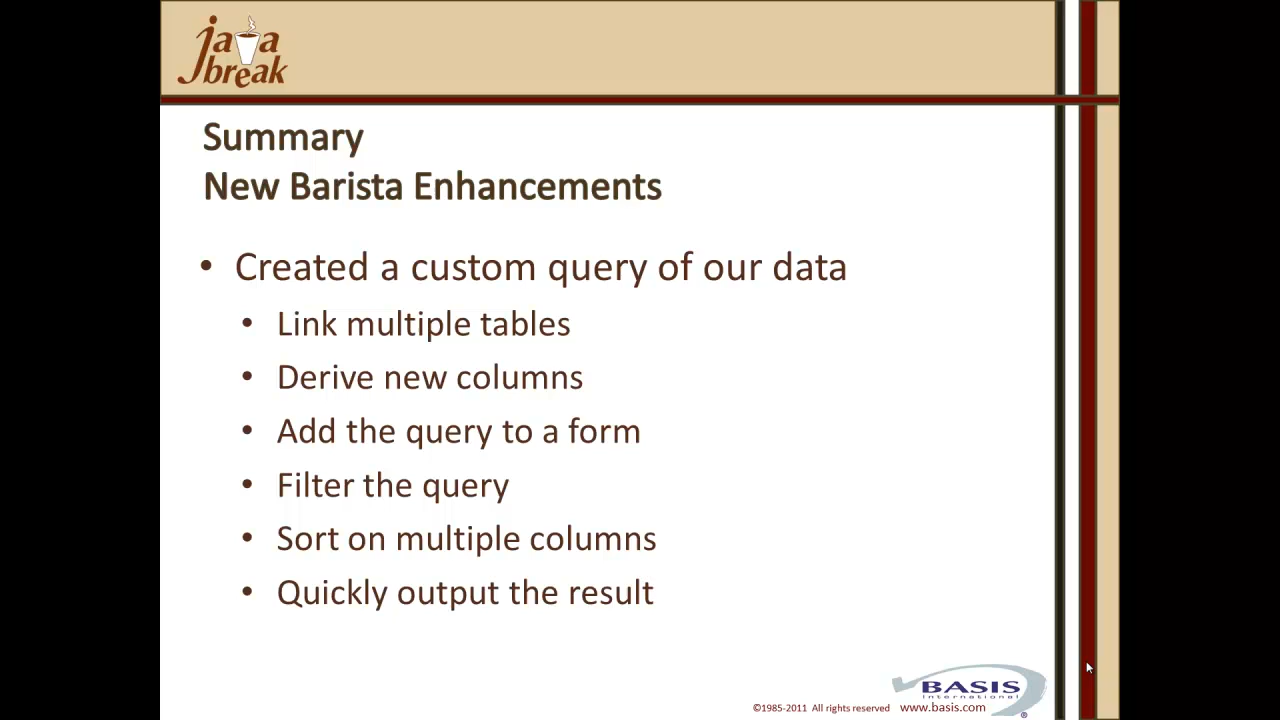 java
break
Summary
New Barista Enhancements
• Created a custom query of our data
• Link multiple tables
• Derive new columns
• Add the query to a form
• Filter the query
• Sort on multiple columns
• Quickly output the result
BASIS
International
®
©1985-2011 All rights reserved www.basis.com